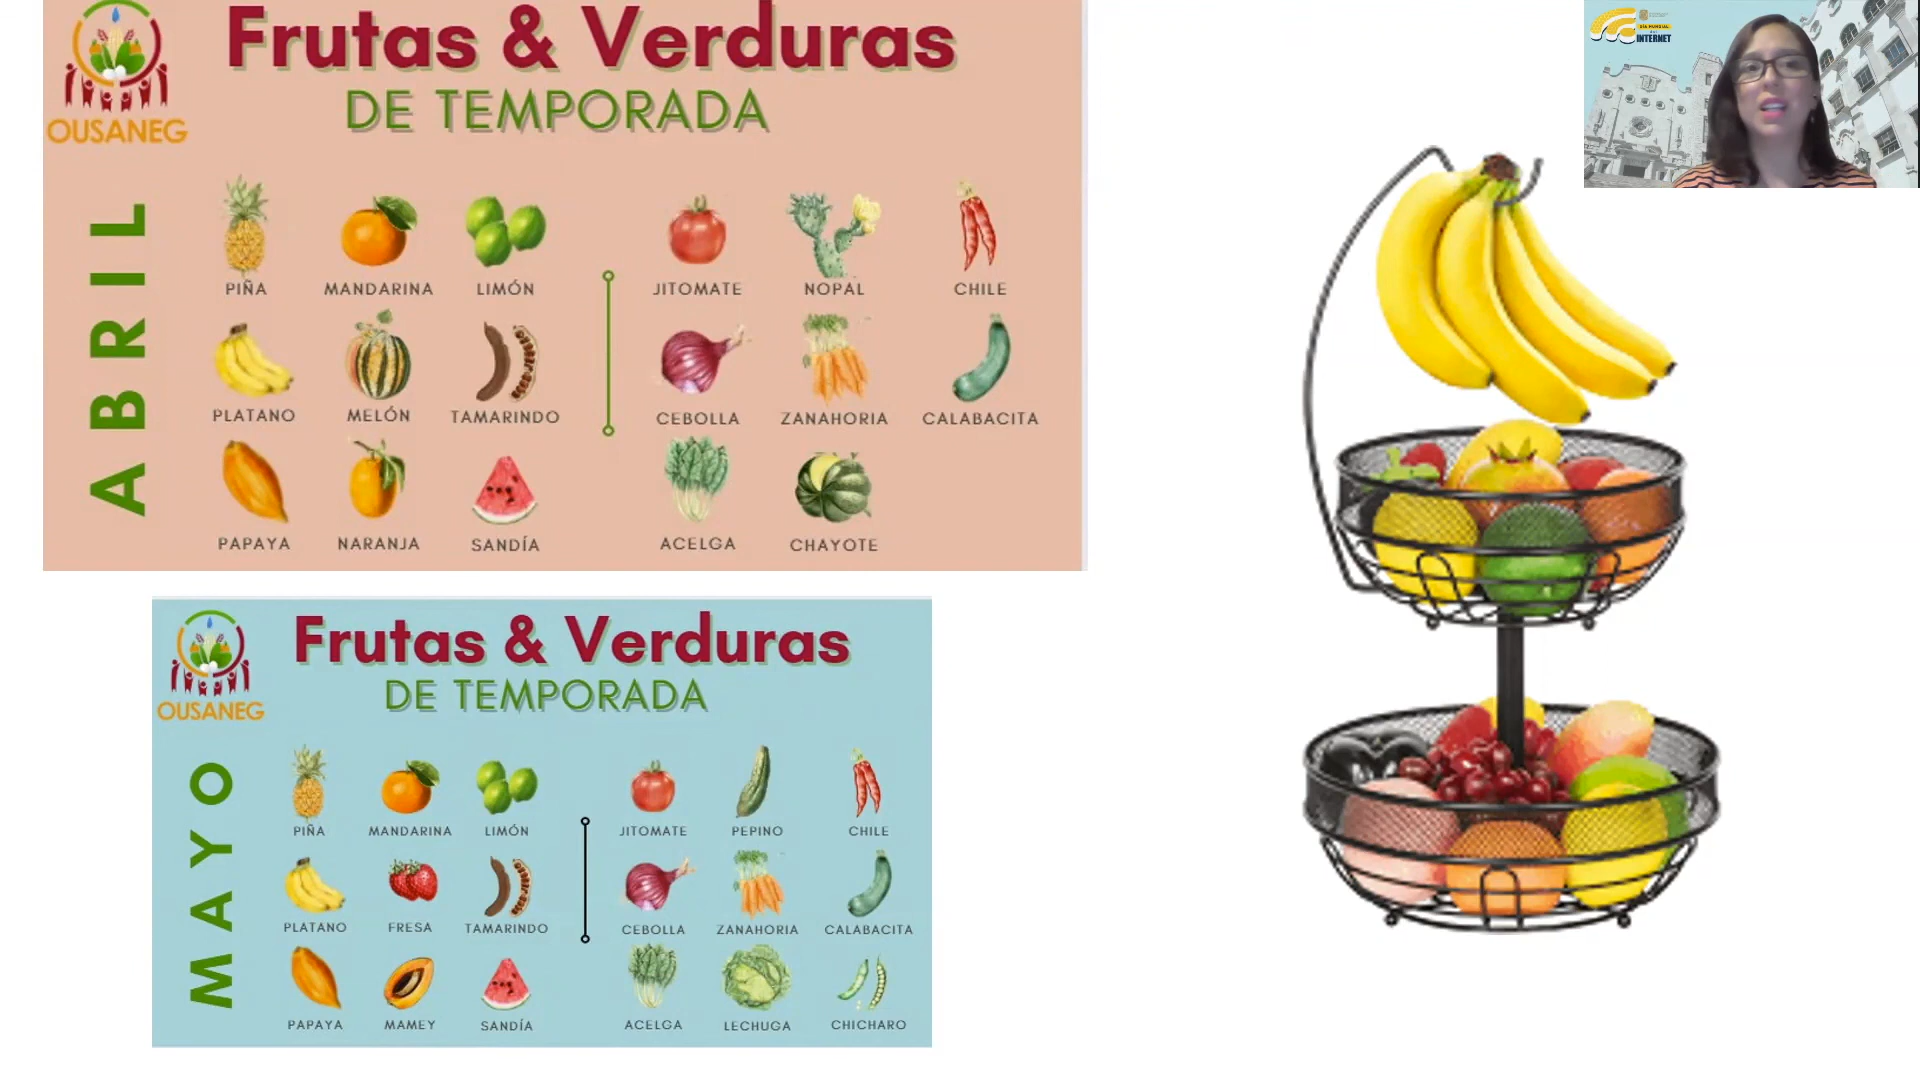 Frutas & Verduras
DE TEMPORADA
OUSANEG
ABRIL
PIÑA MANDARINA LIMÓN JITOMATE NOPAL CHILE
PLATANO MELÓN TAMARINDO CEBOLLA ZANAHORIA CALABACITA
PAPAYA NARANJA SANDÍA ACELGA CHAYOTE
Frutas & Verduras
DE TEMPORADA
OUSANEG
MAYO
PIÑA MANDARINA LIMÓN JITOMATE PEPINO CHILE
PLATANO FRESA TAMARINDO CEBOLLA ZANAHORIA CALABACITA
PAPAYA MAMEY SANDÍA ACELGA LECHUGA CHICHARO
DÍA MUNDIAL
INTERNET